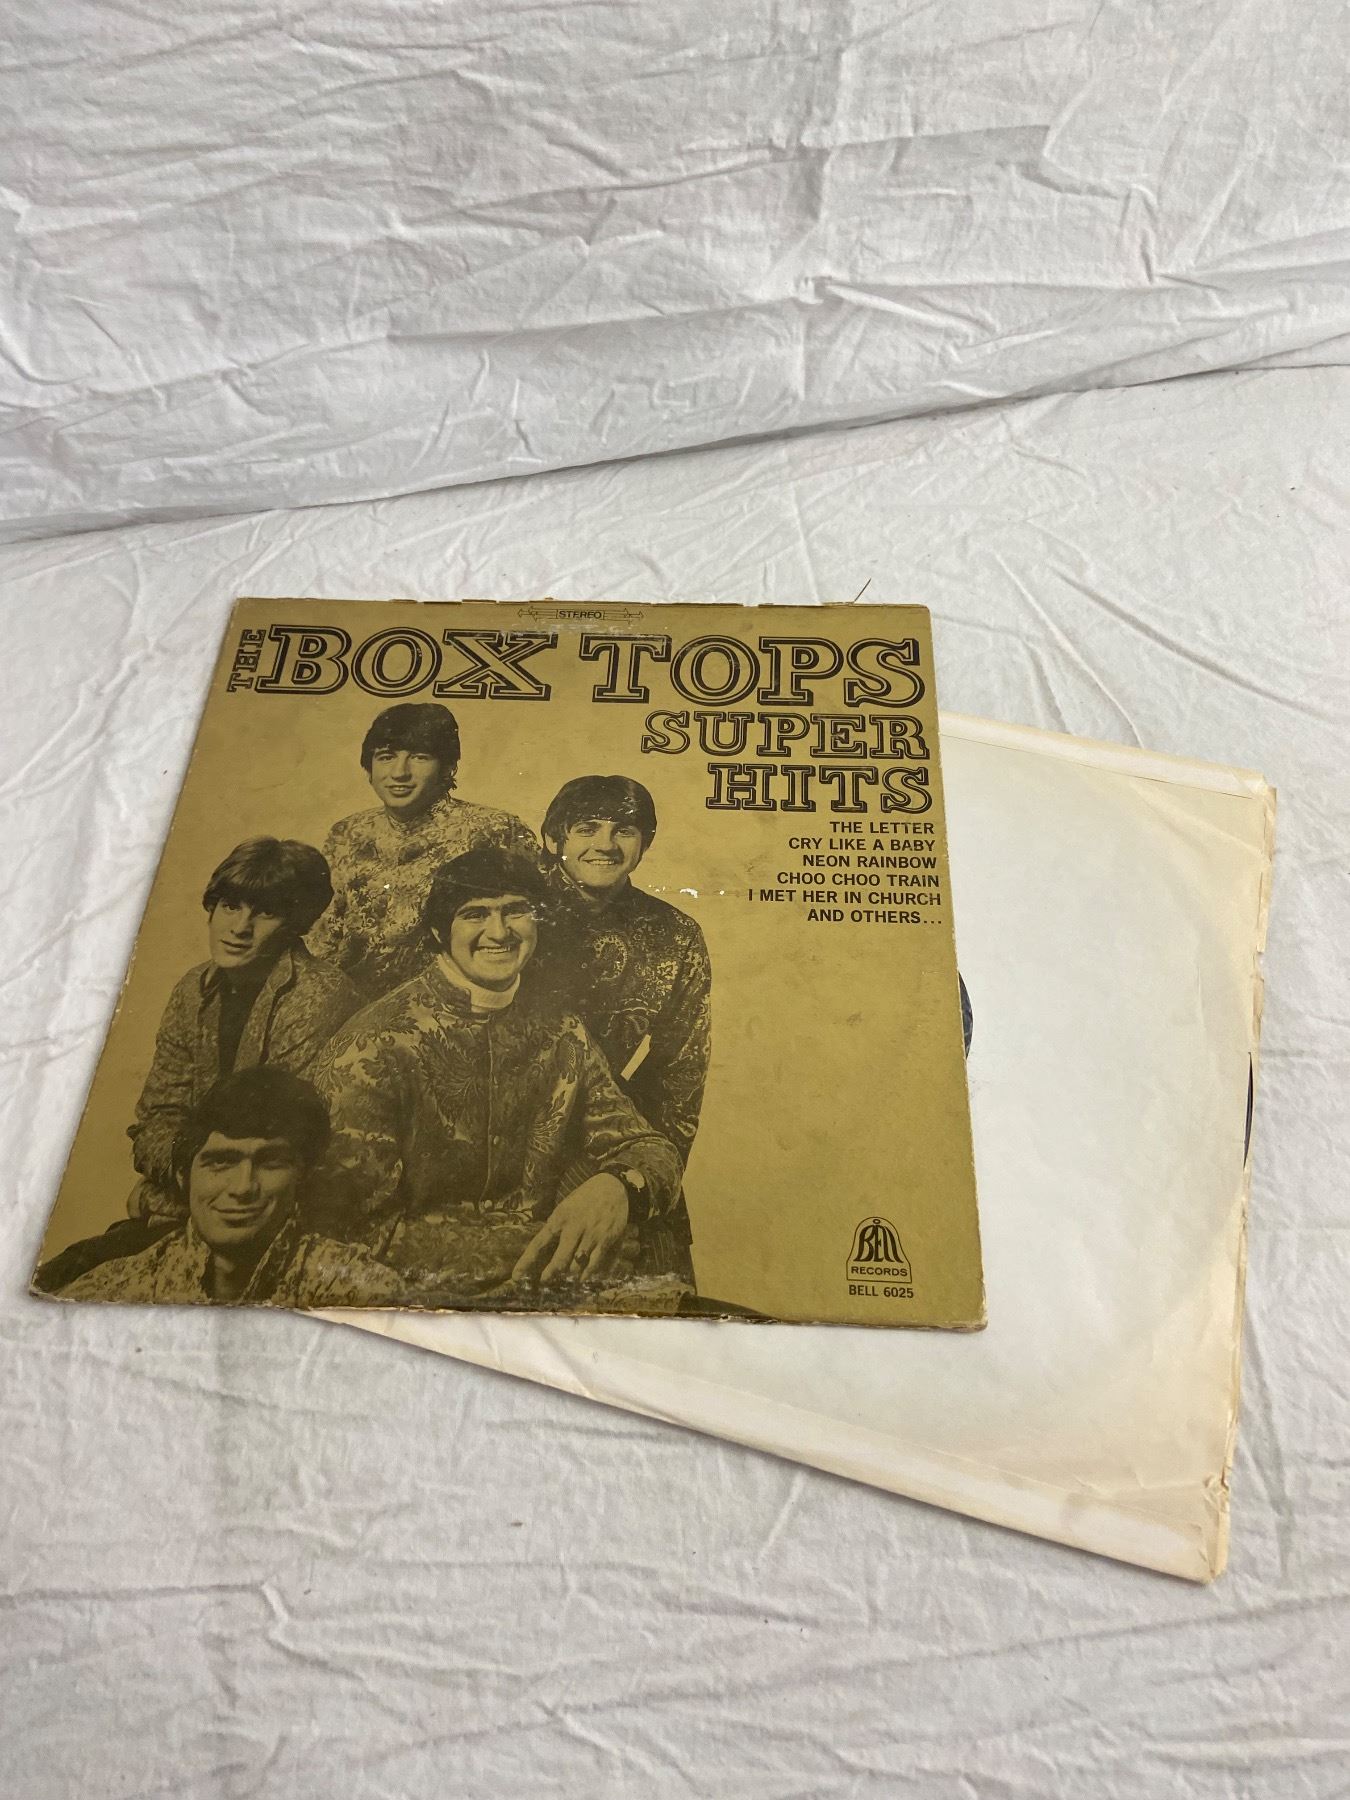 STEREO
THE BOX TOPS
SUPER
HITS
THE LETTER
CRY LIKE A BABY
NEON RAINBOW
CHOO CHOO TRAIN
I MET HER IN CHURCH
AND OTHERS...
BELL
RECORDS
BELL 6025